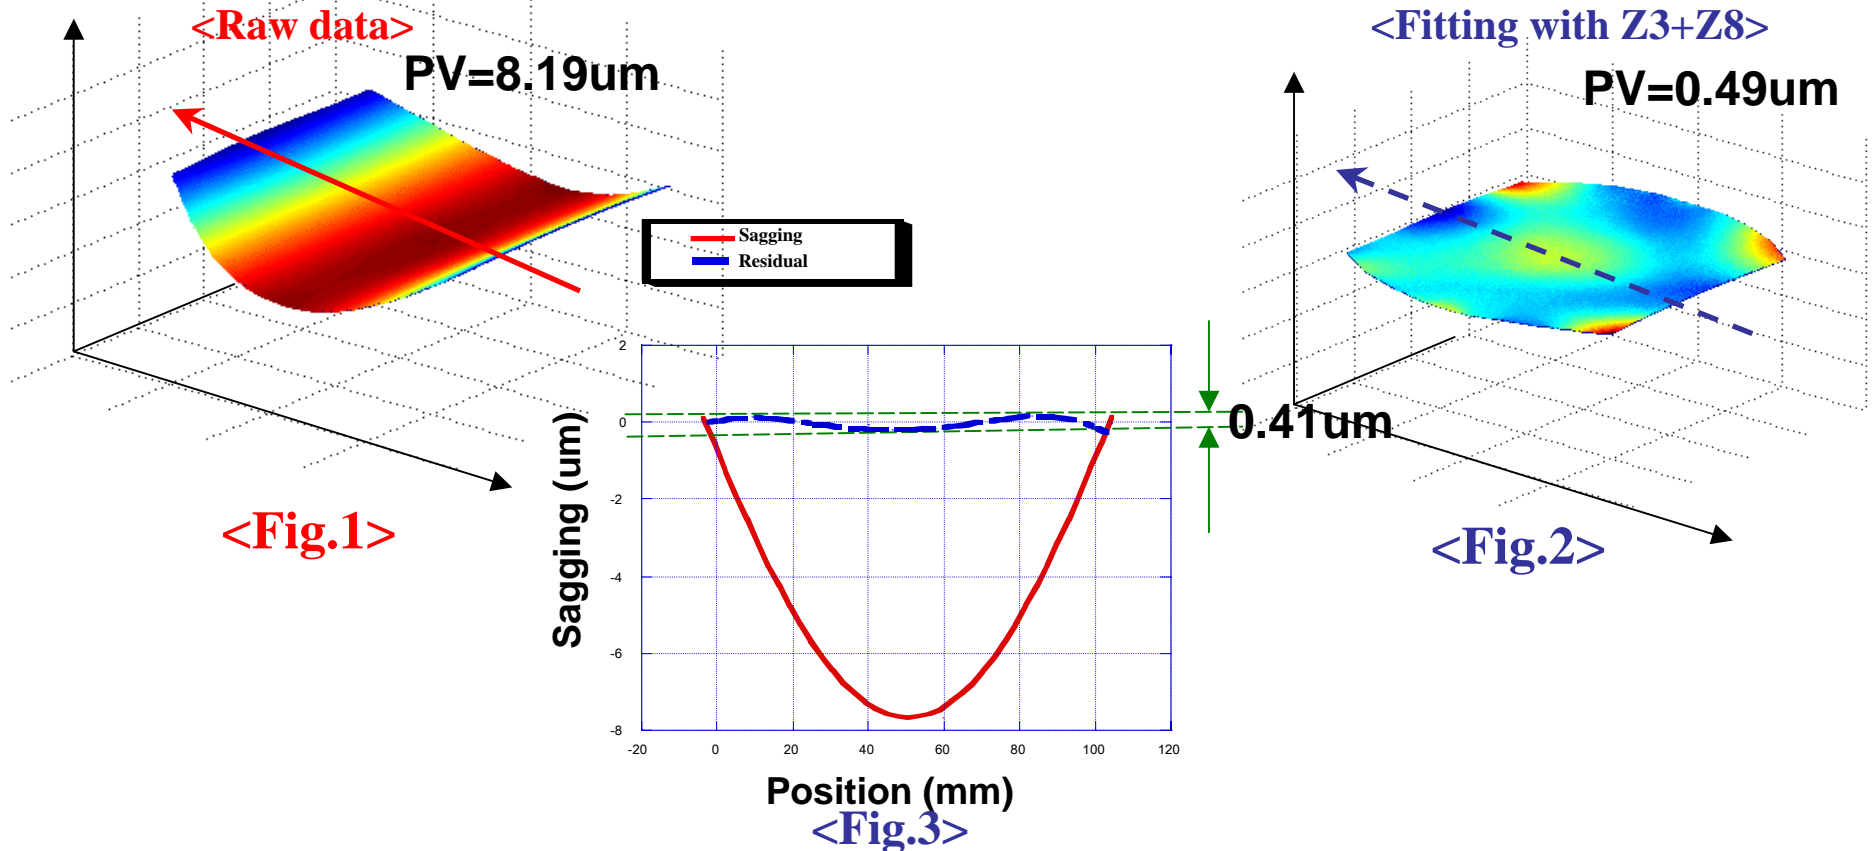 <Raw data>
PV=8.19um
<Fig.1>
<Fitting with Z3+Z8>
PV=0.49um
<Fig.2>
Sagging
Residual
2
0
-2
-4
-6
-8
-20 0 20 40 60 80 100 120
Sagging (um)
Position (mm)
0.41um
<Fig.3>